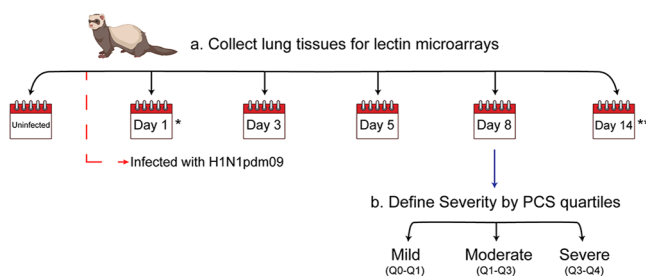 a. Collect lung tissues for lectin microarrays
Uninfected
Day 1 *
Day 3
Day 5
Day 8
Day 14 **
Infected with H1N1pdm09
b. Define Severity by PCS quartiles
Mild
(Q0-Q1)
Moderate
(Q1-Q3)
Severe
(Q3-Q4)